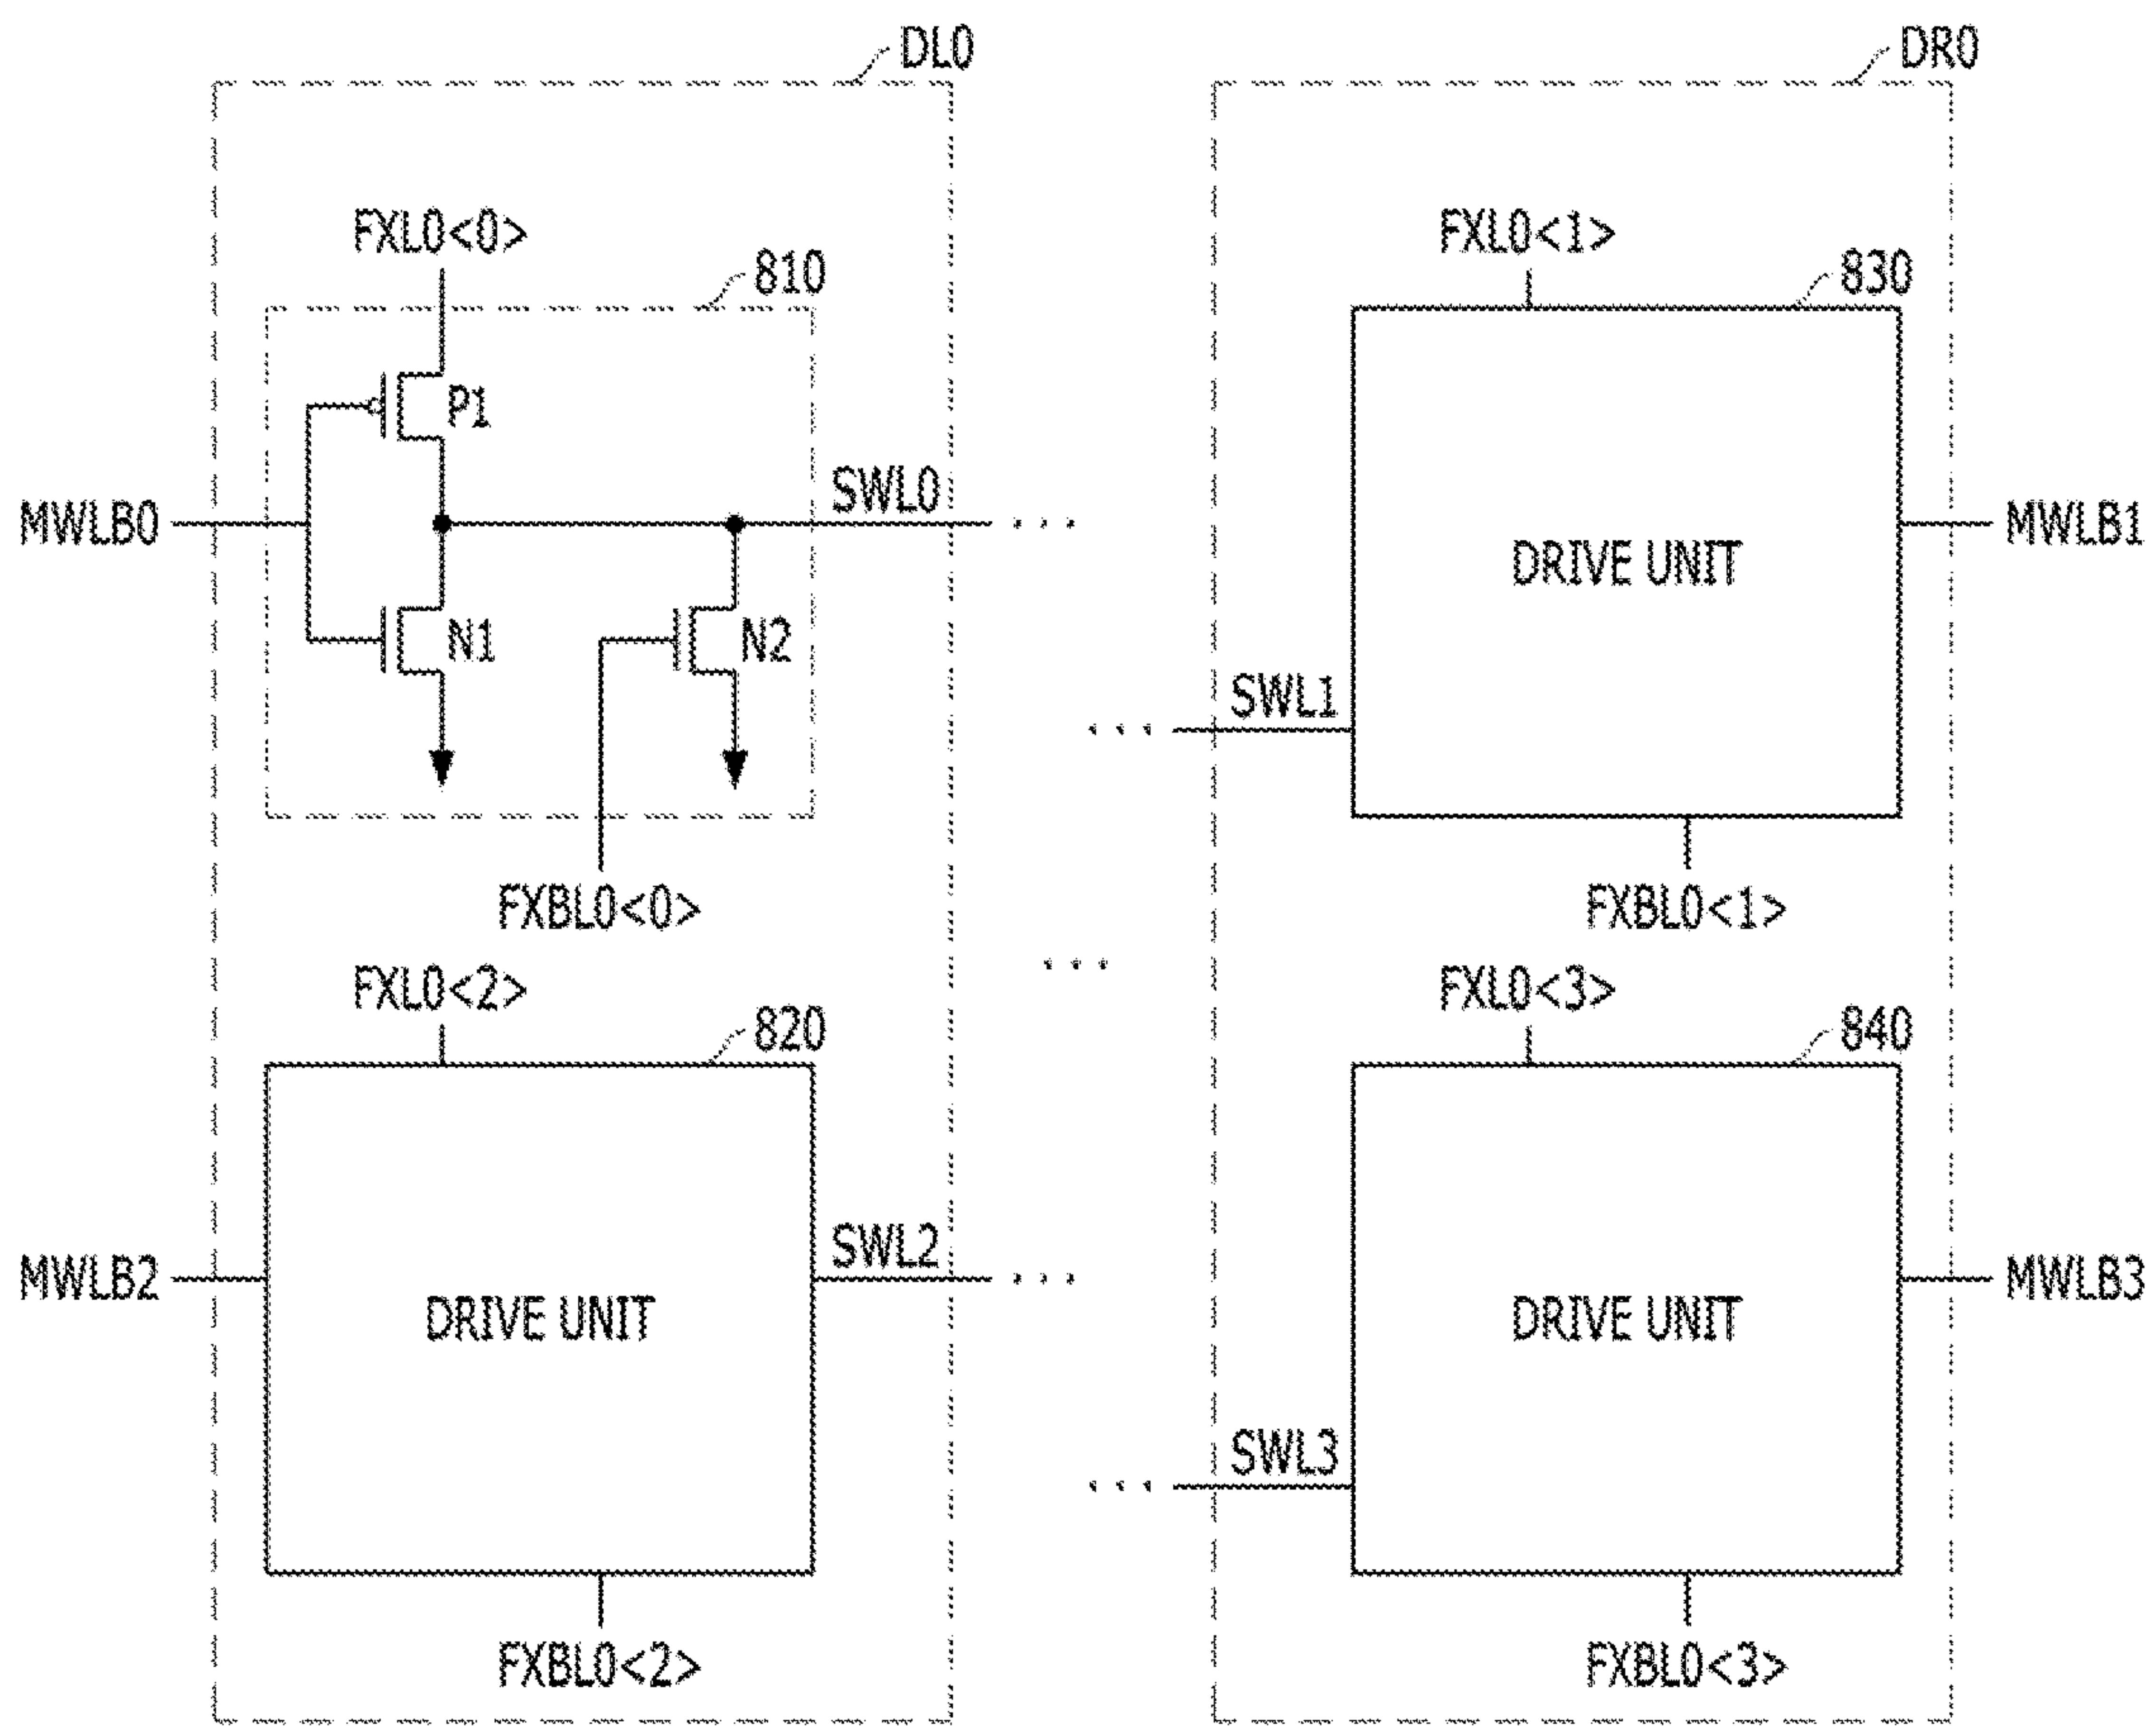 DL0
DR0
FXL0<0>
FXL0<1>
810
830
P1
SWL0
MWLB0
MWLB1
DRIVE UNIT
N1
N2
SWL1
FXBL0<0>
FXBL0<1>
FXL0<2>
FXL0<3>
820
840
SWL2
MWLB2
MWLB3
DRIVE UNIT
DRIVE UNIT
SWL3
FXBL0<2>
FXBL0<3>